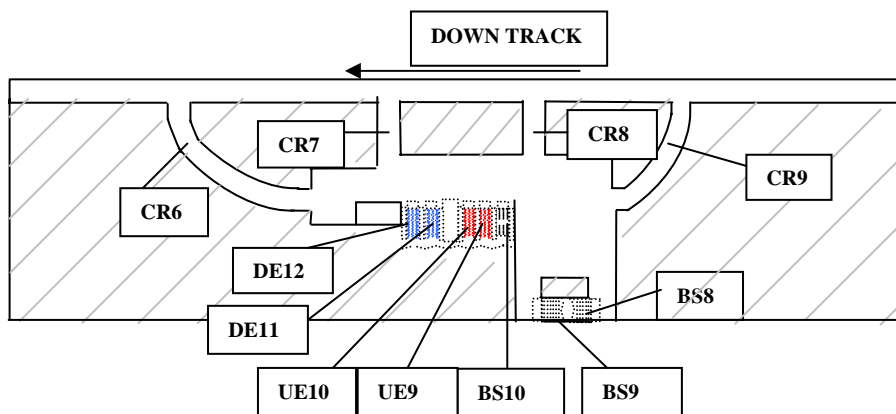 DOWN TRACK
CR7
CR8
CR9
CR6
DE12
BS8
DE11
UE10
UE9
BS10
BS9